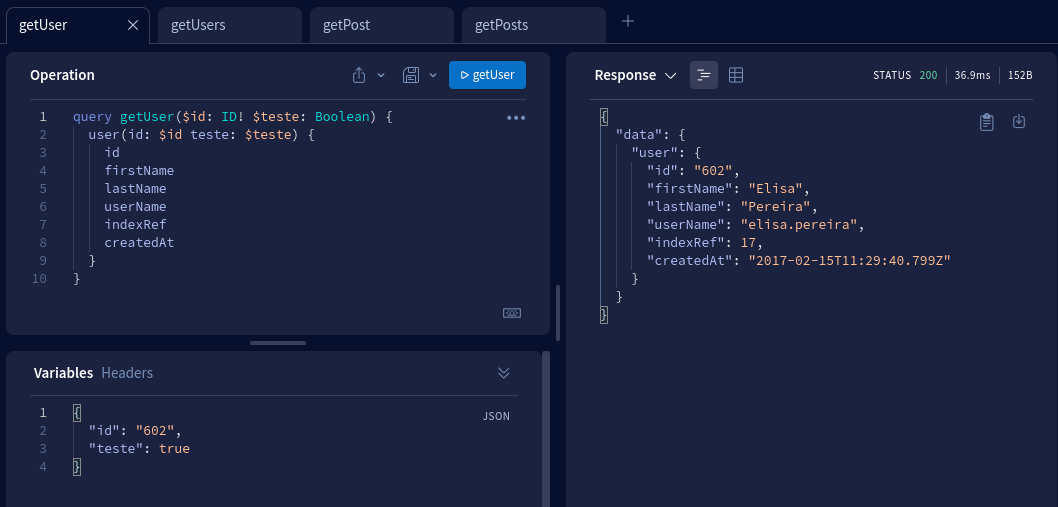 getUser
getUsers
getPost
getPosts
Operation
getUser
1 query getUser($id: ID! $teste: Boolean) {
2 user(id: $id teste: $teste) {
3 id
4 firstName
5 lastName
6 userName
7 indexRef
8 createdAt
9 }
10 }
Variables Headers
JSON
1 {
2 "id": "602",
3 "teste": true
4 }
Response
STATUS 200 36.9ms 152B
{
"data": {
"user": {
"id": "602",
"firstName": "Elisa",
"lastName": "Pereira",
"userName": "elisa.pereira",
"indexRef": 17,
"createdAt": "2017-02-15T11:29:40.799Z"
}
}
}